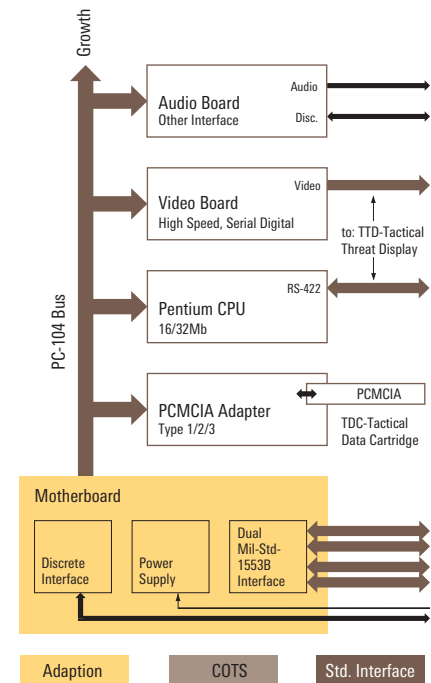 Growth
PC-104 Bus
Audio Board
Other Interface
Audio
Disc.
Video Board
High Speed, Serial Digital
Video
to: TTD-Tactical
Threat Display
Pentium CPU
16/32Mb
RS-422
PCMCIA Adapter
Type 1/2/3
PCMCIA
TDC-Tactical
Data Cartridge
Motherboard
Discrete
Interface
Power
Supply
Dual
Mil-Std-
1553B
Interface
Adaption
COTS
Std. Interface